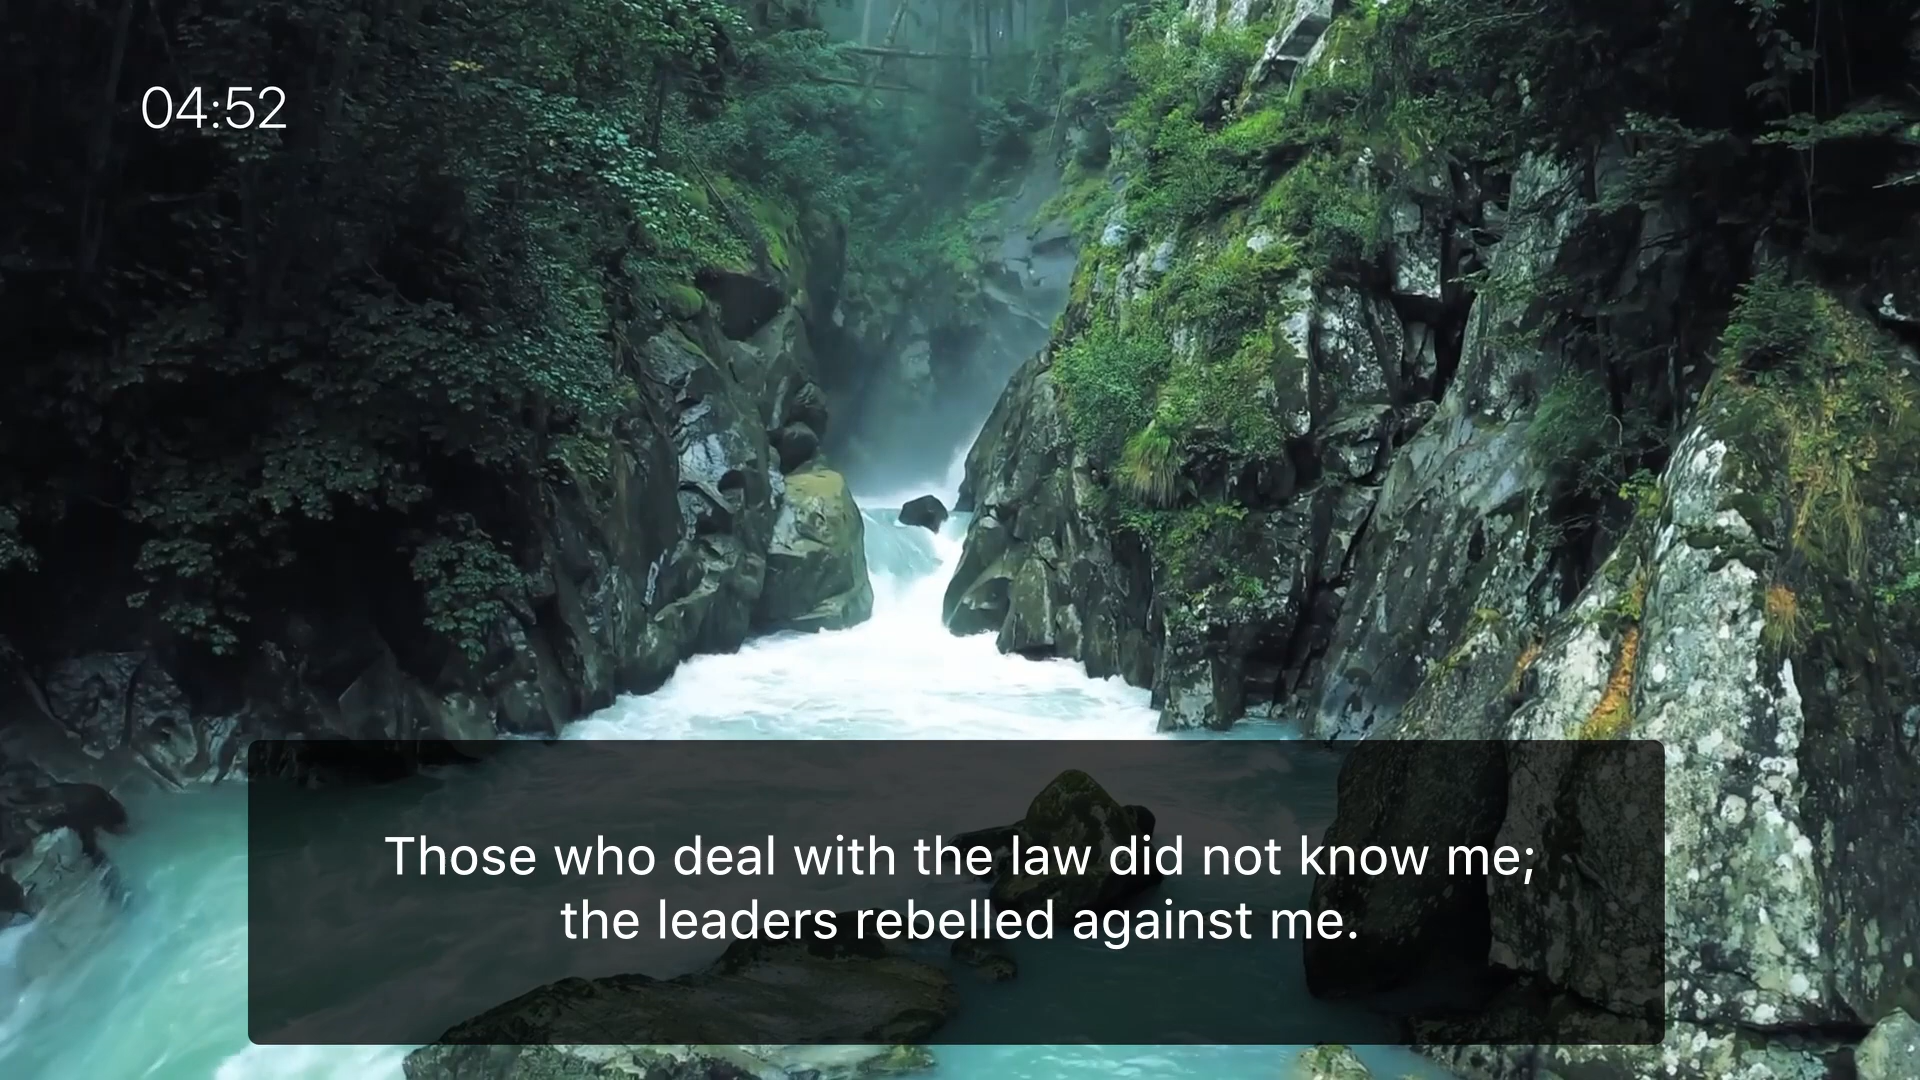 04:52
Those who deal with the law did not know me;
the leaders rebelled against me.